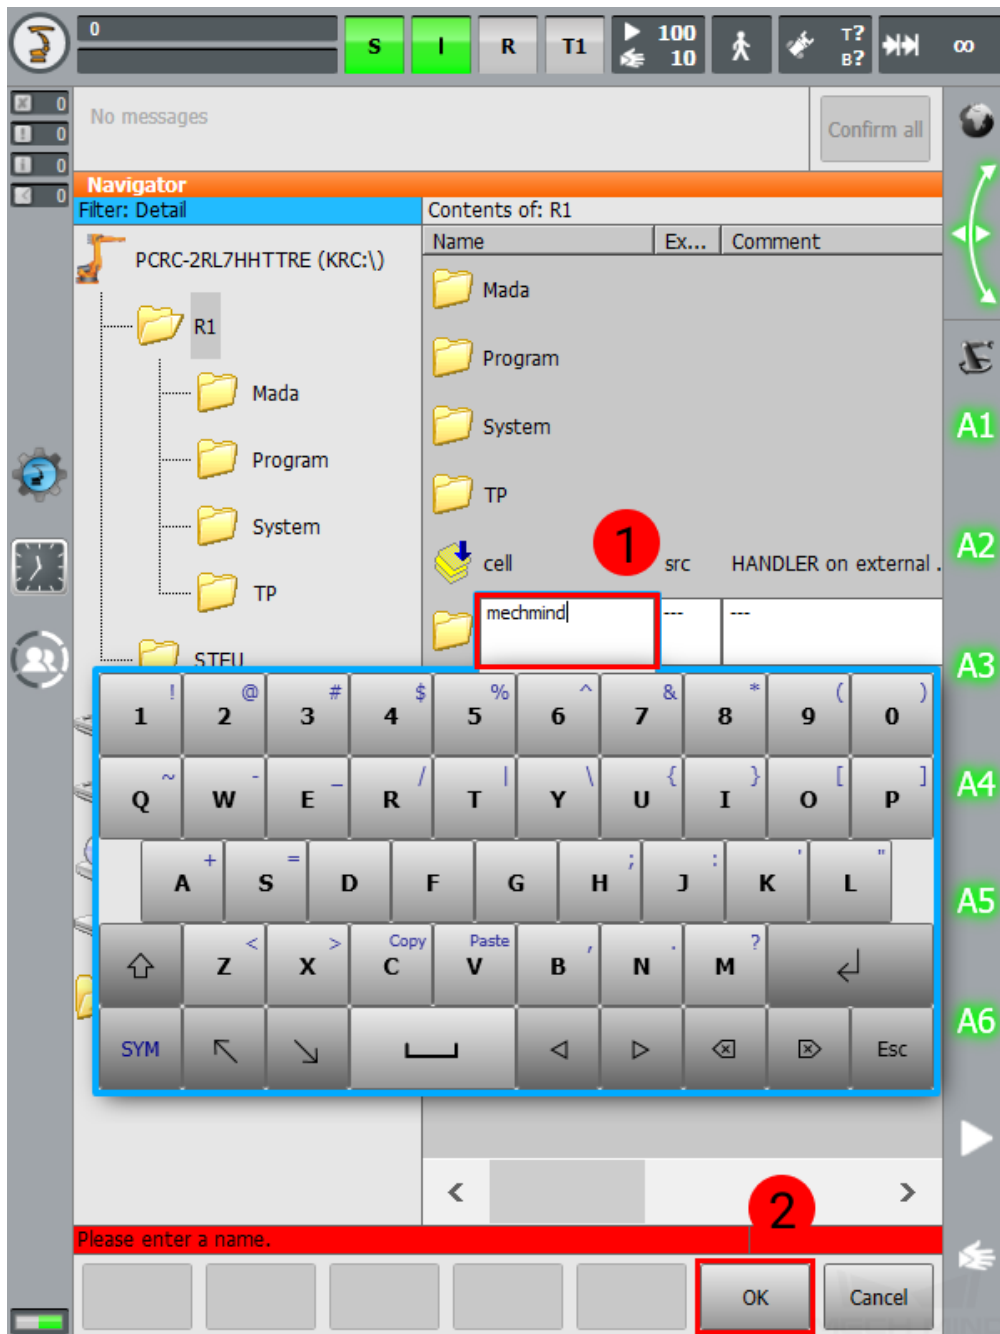 0
S I R T1 100 10 T? B? ∞
0
0
0
0
No messages
Confirm all
Navigator
Filter: Detail
Contents of: R1
Name Ex... Comment
PCRC-2RL7HHTTRE (KRC:\)
R1
Mada
Program
System
TP
STEU
Mada
Program
System
TP
cell src HANDLER on external .
mechmind --- ---
1
A1
A2
A3
A4
A5
A6
! @ # $ % ^ & * ( )
1 2 3 4 5 6 7 8 9 0
~ - _ / | \ { } [ ]
Q W E R T Y U I O P
+ = ; : ' "
A S D F G H J K L
< > Copy Paste , . ?
Z X C V B N M
SYM Esc
2
Please enter a name.
OK Cancel